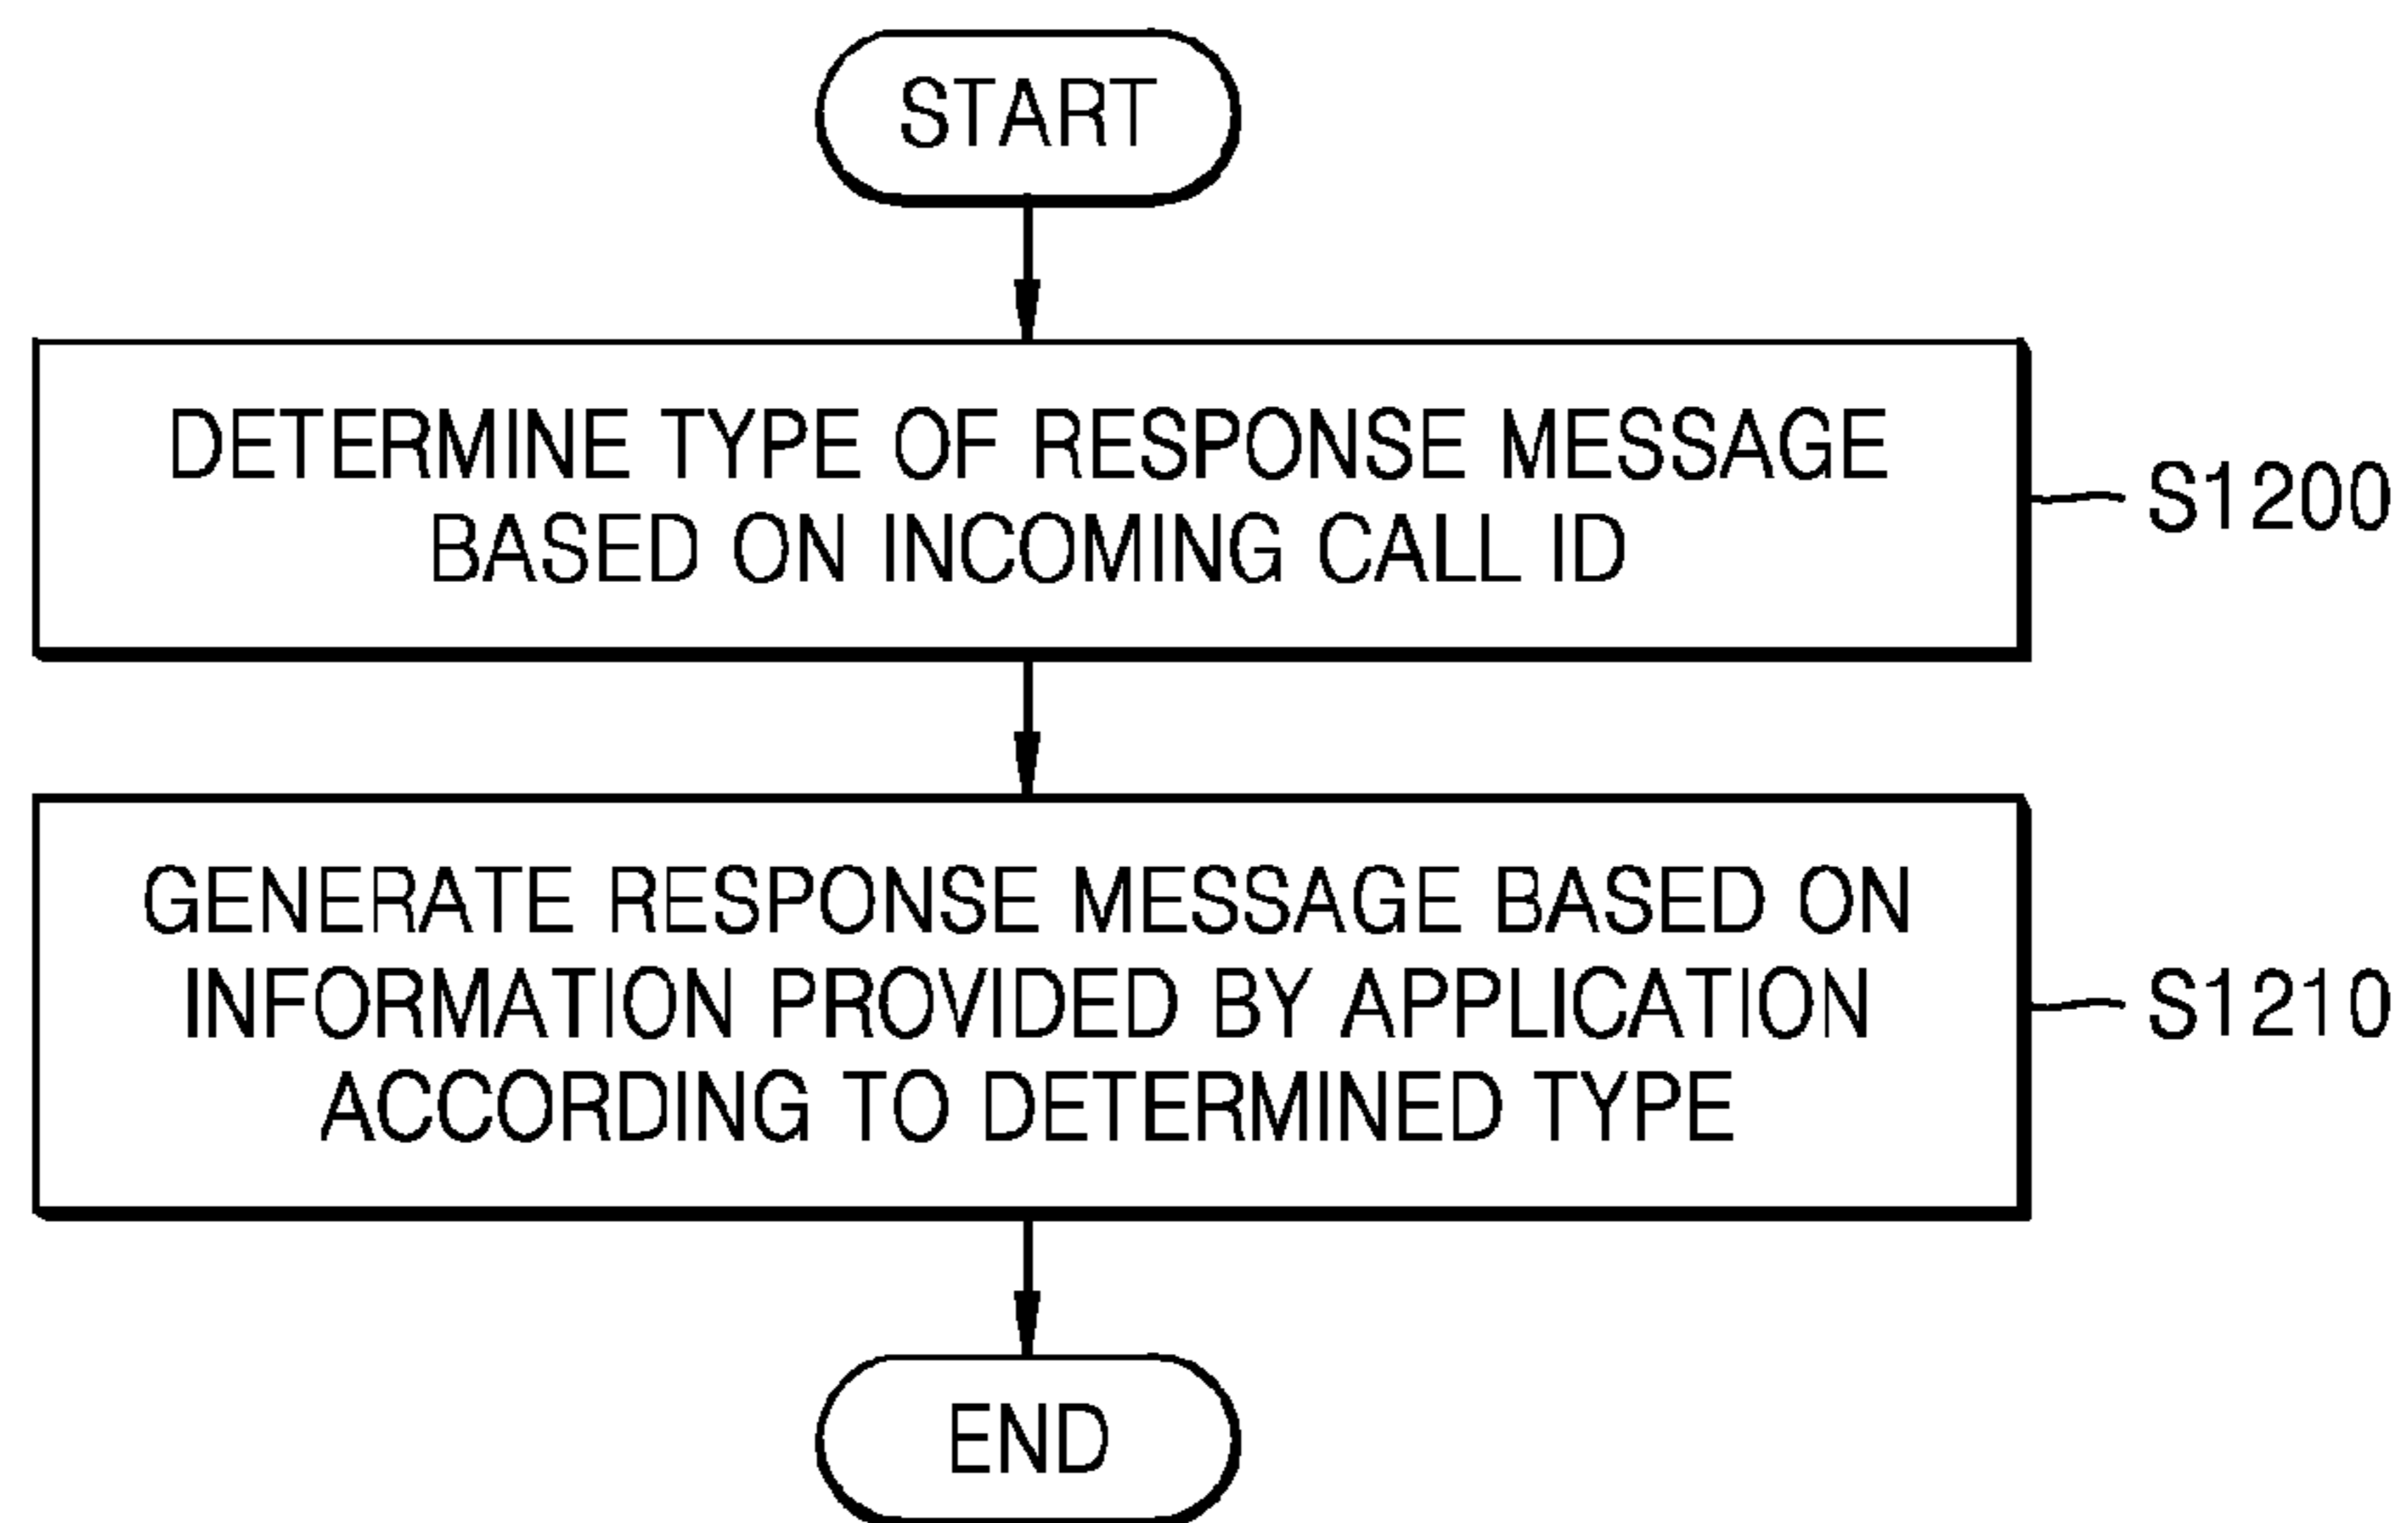 START
DETERMINE TYPE OF RESPONSE MESSAGE
BASED ON INCOMING CALL ID
S1200
GENERATE RESPONSE MESSAGE BASED ON
INFORMATION PROVIDED BY APPLICATION
ACCORDING TO DETERMINED TYPE
S1210
END